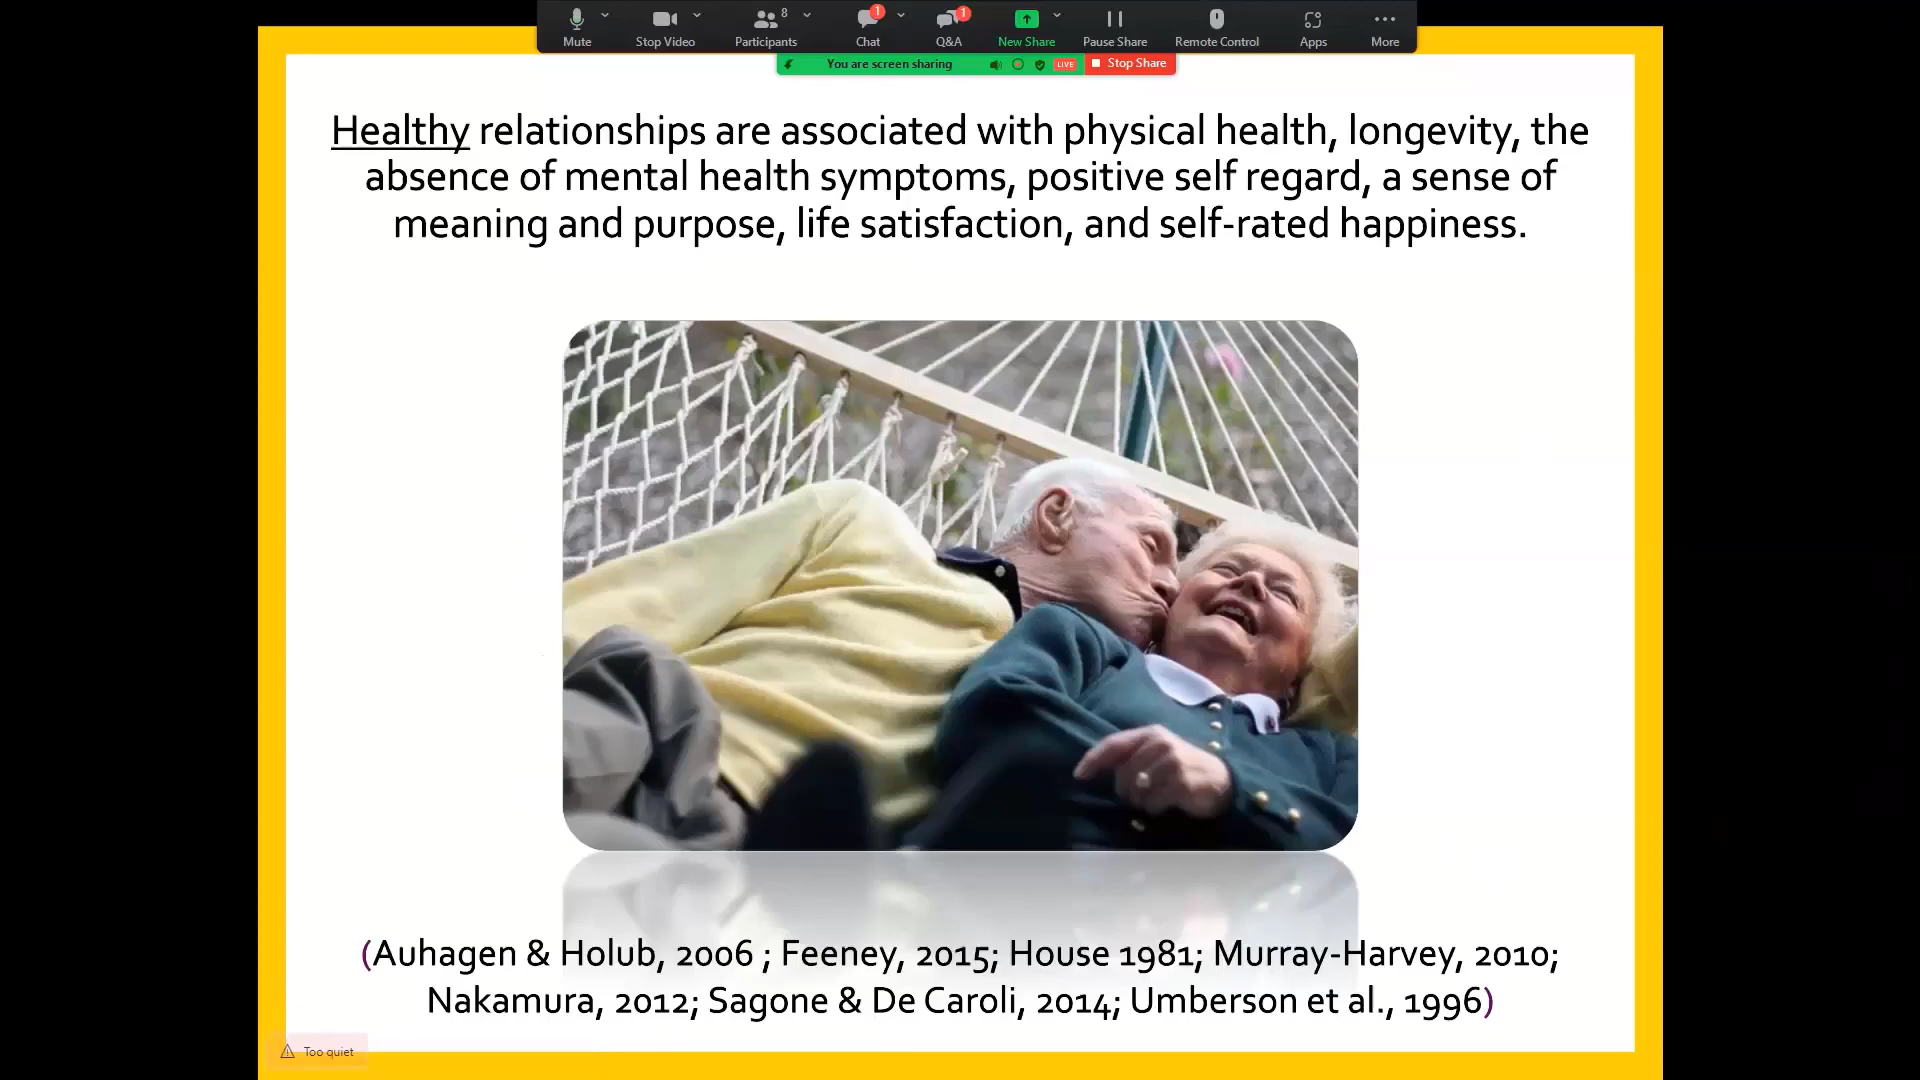 8 1 1
Mute Stop Video Participants Chat Q&A New Share Pause Share Remote Control Apps More
You are screen sharing LIVE Stop Share
Healthy relationships are associated with physical health, longevity, the
absence of mental health symptoms, positive self regard, a sense of
meaning and purpose, life satisfaction, and self-rated happiness.
(Auhagen & Holub, 2006 ; Feeney, 2015; House 1981; Murray-Harvey, 2010;
Nakamura, 2012; Sagone & De Caroli, 2014; Umberson et al., 1996)
Too quiet